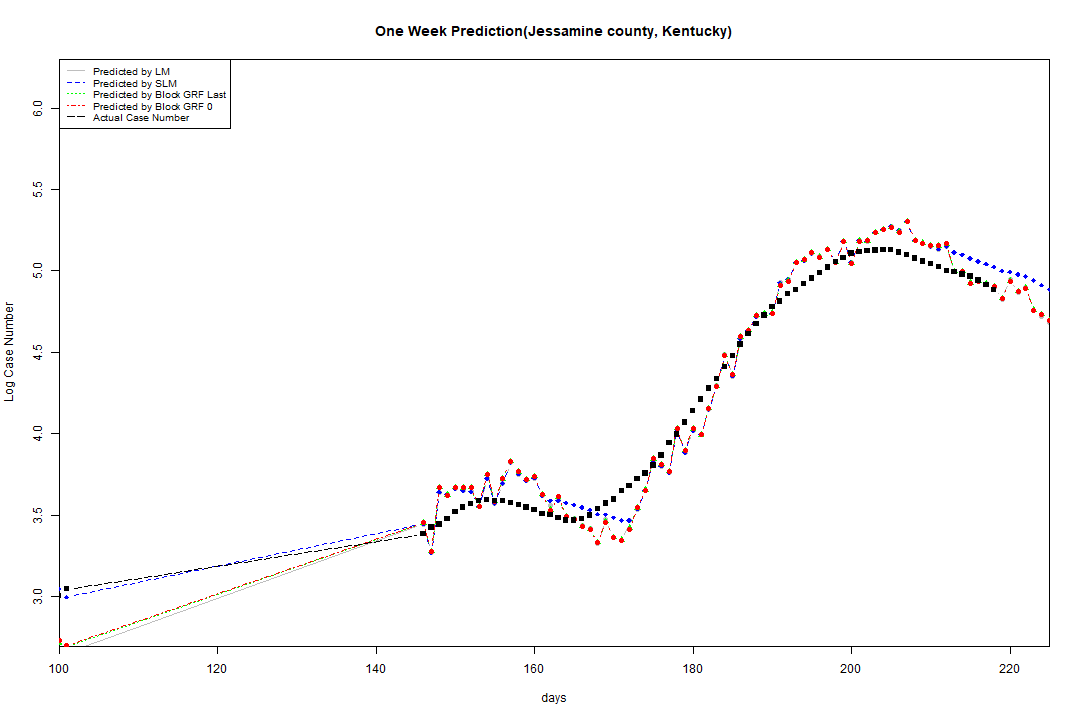 One Week Prediction(Jessamine county, Kentucky)
Predicted by LM
Predicted by SLM
Predicted by Block GRF Last
Predicted by Block GRF 0
Actual Case Number
6.0
5.5
5.0
4.5
4.0
3.5
3.0
Log Case Number
100 120 140 160 180 200 220
days